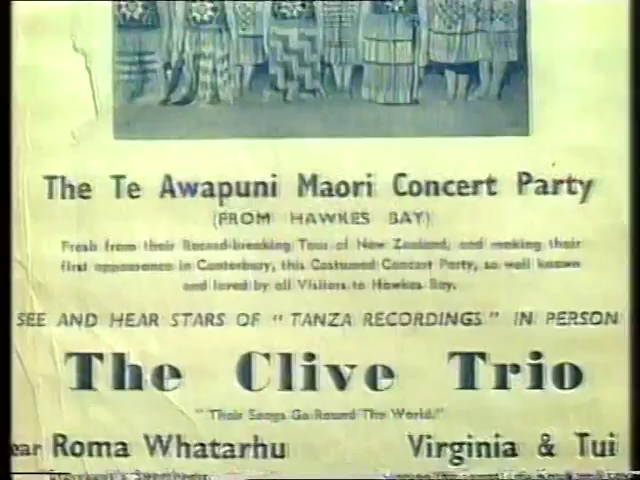 The Te Awapuni Maori Concert Party
(FROM HAWKES BAY)
Fresh from their Record-breaking Tour of New Zealand, and making their
first appearance in Canterbury, this Costumed Concert Party, so well known
and loved by all Visitors to Hawkes Bay.
SEE AND HEAR STARS OF "TANZA RECORDINGS" IN PERSON
The Clive Trio
"Their Songs Go Round The World."
ear Roma Whatarhu Virginia & Tui